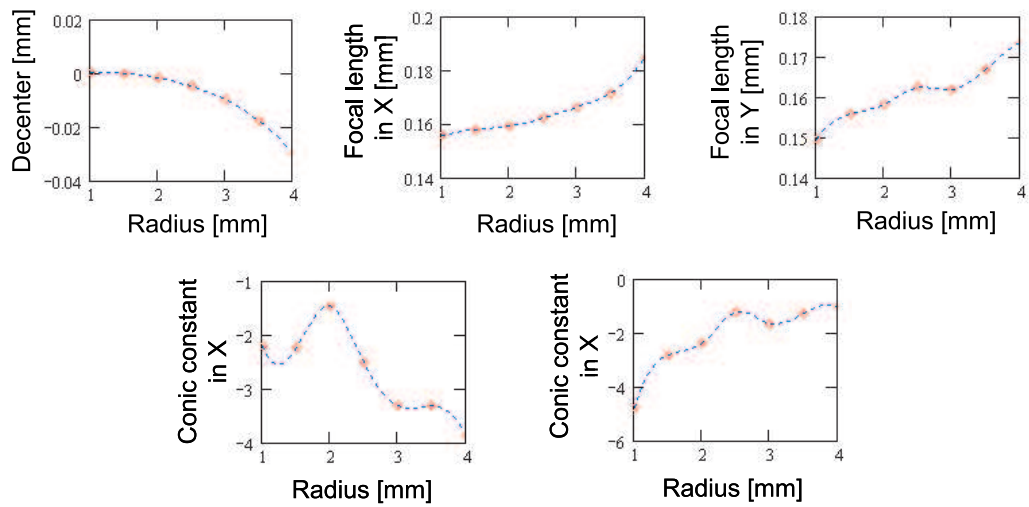 Decenter [mm]
0.02
0
−0.02
−0.04
1 2 3 4
Radius [mm]
Focal length
in X [mm]
0.2
0.18
0.16
0.14
1 2 3 4
Radius [mm]
Focal length
in Y [mm]
0.18
0.17
0.16
0.15
0.14
1 2 3 4
Radius [mm]
Conic constant
in X
−1
−2
−3
−4
1 2 3 4
Radius [mm]
Conic constant
in X
0
−2
−4
−6
1 2 3 4
Radius [mm]